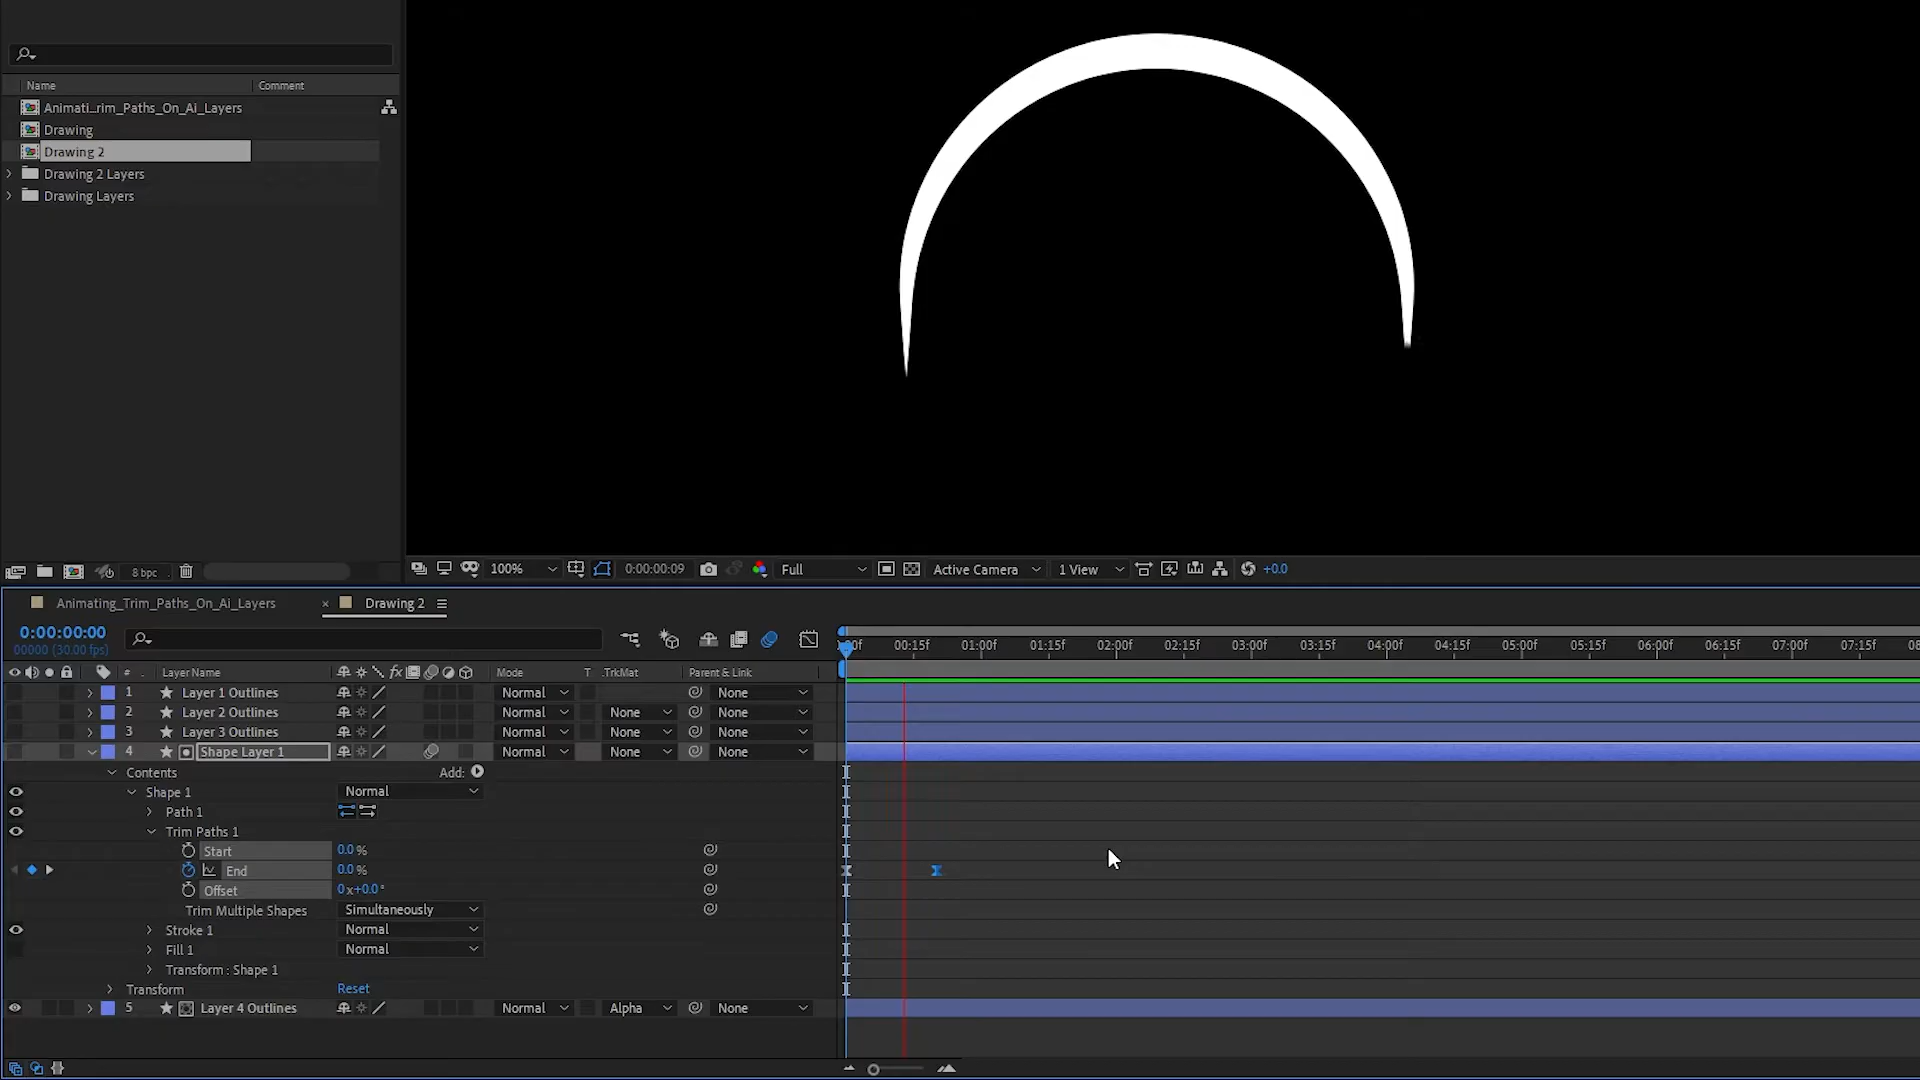 Name Comment
Animati...rim_Paths_On_Ai_Layers
Drawing
Drawing 2
Drawing 2 Layers
Drawing Layers
8 bpc
100% 0:00:00:09 Full Active Camera 1 View +0.0
Animating_Trim_Paths_On_Ai_Layers × Drawing 2
0:00:00:00
00000 (30.00 fps)
00f 00:15f 01:00f 01:15f 02:00f 02:15f 03:00f 03:15f 04:00f 04:15f 05:00f 05:15f 06:00f 06:15f 07:00f 07:15f 08
# Layer Name fx Mode T .TrkMat Parent & Link
1 Layer 1 Outlines Normal None
2 Layer 2 Outlines Normal None None
3 Layer 3 Outlines Normal None None
4 Shape Layer 1 Normal None None
Contents Add:
Shape 1 Normal
Path 1
Trim Paths 1
Start 0.0 %
End 0.0 %
Offset 0x+0.0°
Trim Multiple Shapes Simultaneously
Stroke 1 Normal
Fill 1 Normal
Transform : Shape 1
Transform Reset
5 Layer 4 Outlines Normal Alpha None